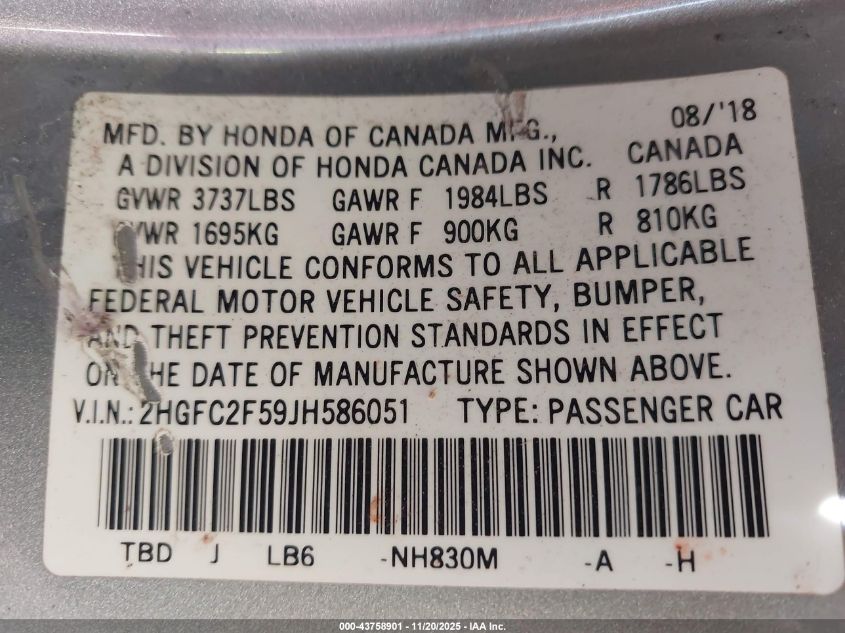 08/'18
MFD. BY HONDA OF CANADA MFG.,
A DIVISION OF HONDA CANADA INC. CANADA
GVWR 3737LBS GAWR F 1984LBS R 1786LBS
GVWR 1695KG GAWR F 900KG R 810KG
THIS VEHICLE CONFORMS TO ALL APPLICABLE
FEDERAL MOTOR VEHICLE SAFETY, BUMPER,
AND THEFT PREVENTION STANDARDS IN EFFECT
ON THE DATE OF MANUFACTURE SHOWN ABOVE.
V.I.N.: 2HGFC2F59JH586051 TYPE: PASSENGER CAR
TBD J LB6 -NH830M -A -H
000-43758901 - 11/20/2025 - IAA Inc.